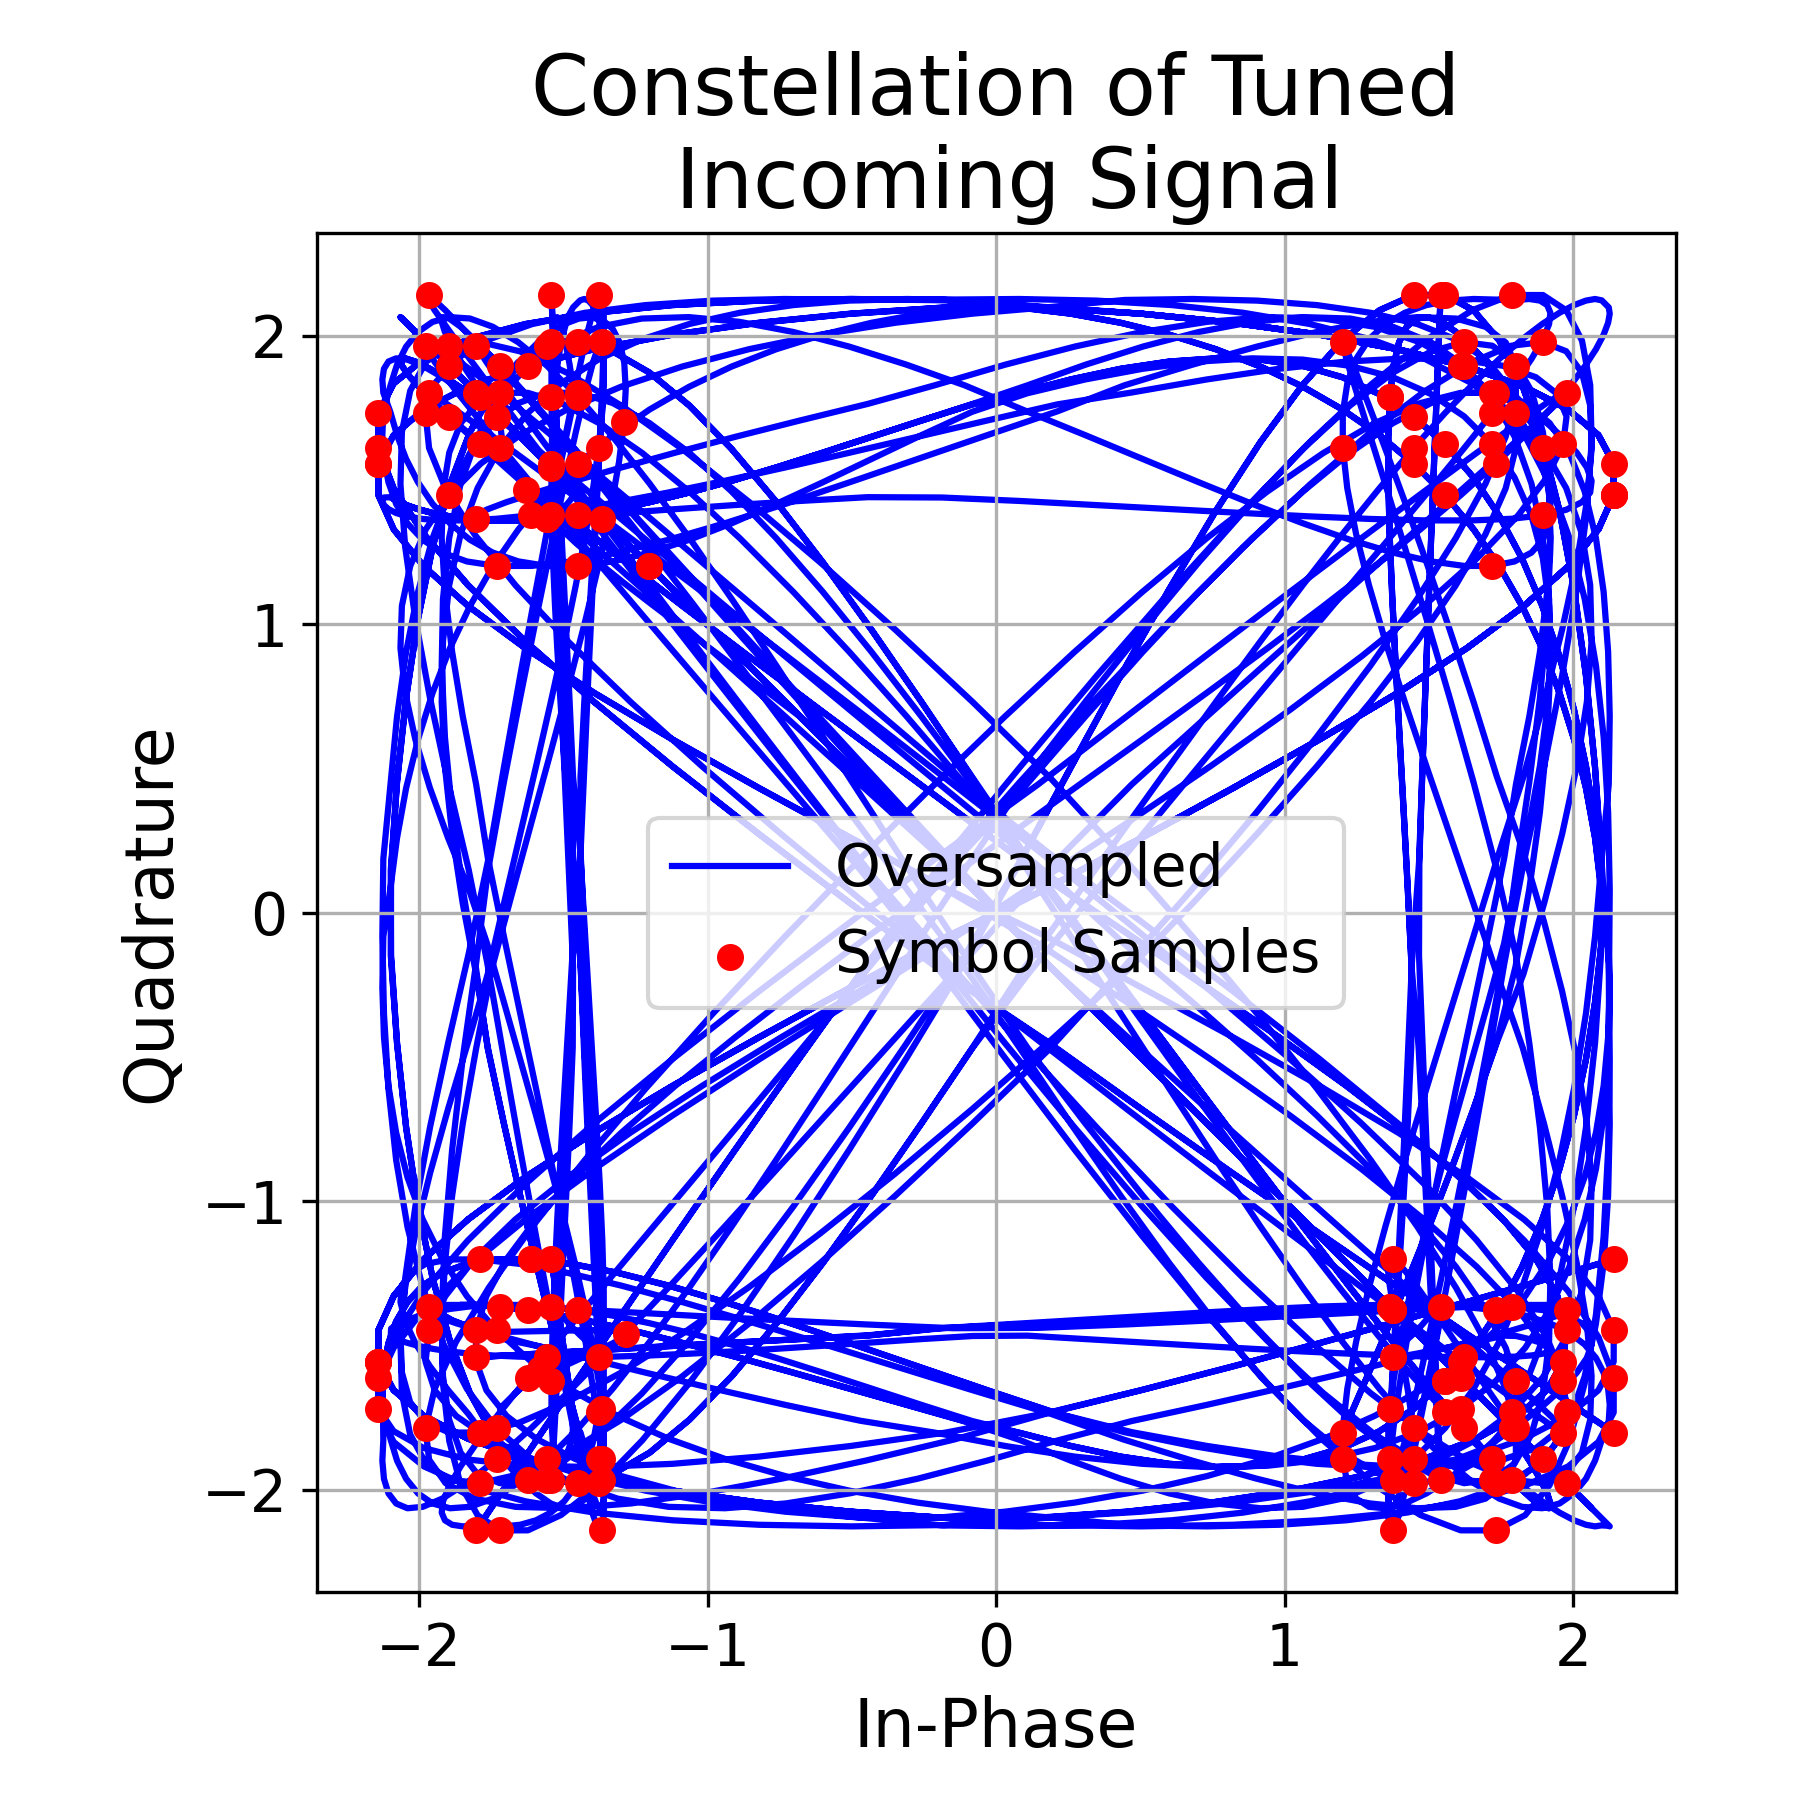 Constellation of Tuned
Incoming Signal
2
1
0
−1
−2
Quadrature
Oversampled
Symbol Samples
−2
−1
0
1
2
In-Phase